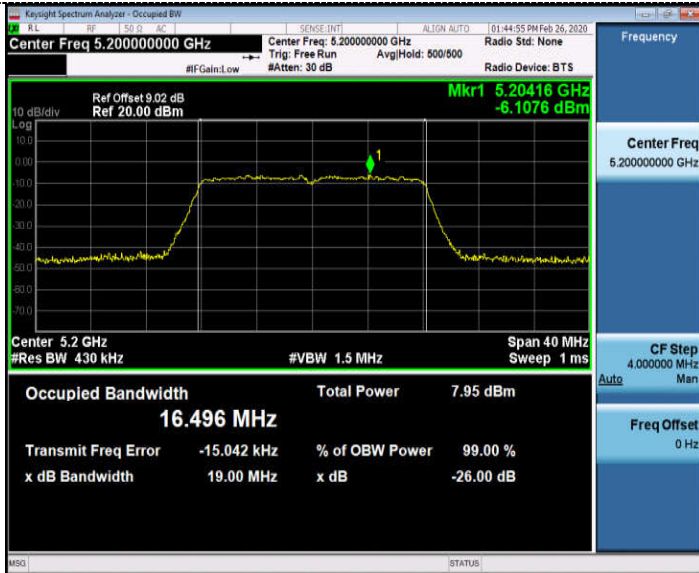 Keysight Spectrum Analyzer - Occupied BW
RL RF 50 Ω AC SENSE:INT ALIGN AUTO 01:44:55 PM Feb 26, 2020
Center Freq 5.200000000 GHz
Center Freq: 5.200000000 GHz
Radio Std: None
Trig: Free Run Avg|Hold: 500/500
#IFGain:Low #Atten: 30 dB Radio Device: BTS
Frequency
Mkr1 5.20416 GHz
-6.1076 dBm
Ref Offset 9.02 dB
10 dB/div Ref 20.00 dBm
Log
10.0
0.00
-10.0
-20.0
-30.0
-40.0
-50.0
-60.0
-70.0
1
Center 5.2 GHz Span 40 MHz
#Res BW 430 kHz #VBW 1.5 MHz Sweep 1 ms
Occupied Bandwidth
16.496 MHz
Total Power 7.95 dBm
Transmit Freq Error -15.042 kHz % of OBW Power 99.00 %
x dB Bandwidth 19.00 MHz x dB -26.00 dB
Center Freq
5.200000000 GHz
CF Step
4.000000 MHz
Auto Man
Freq Offset
0 Hz
MSG STATUS